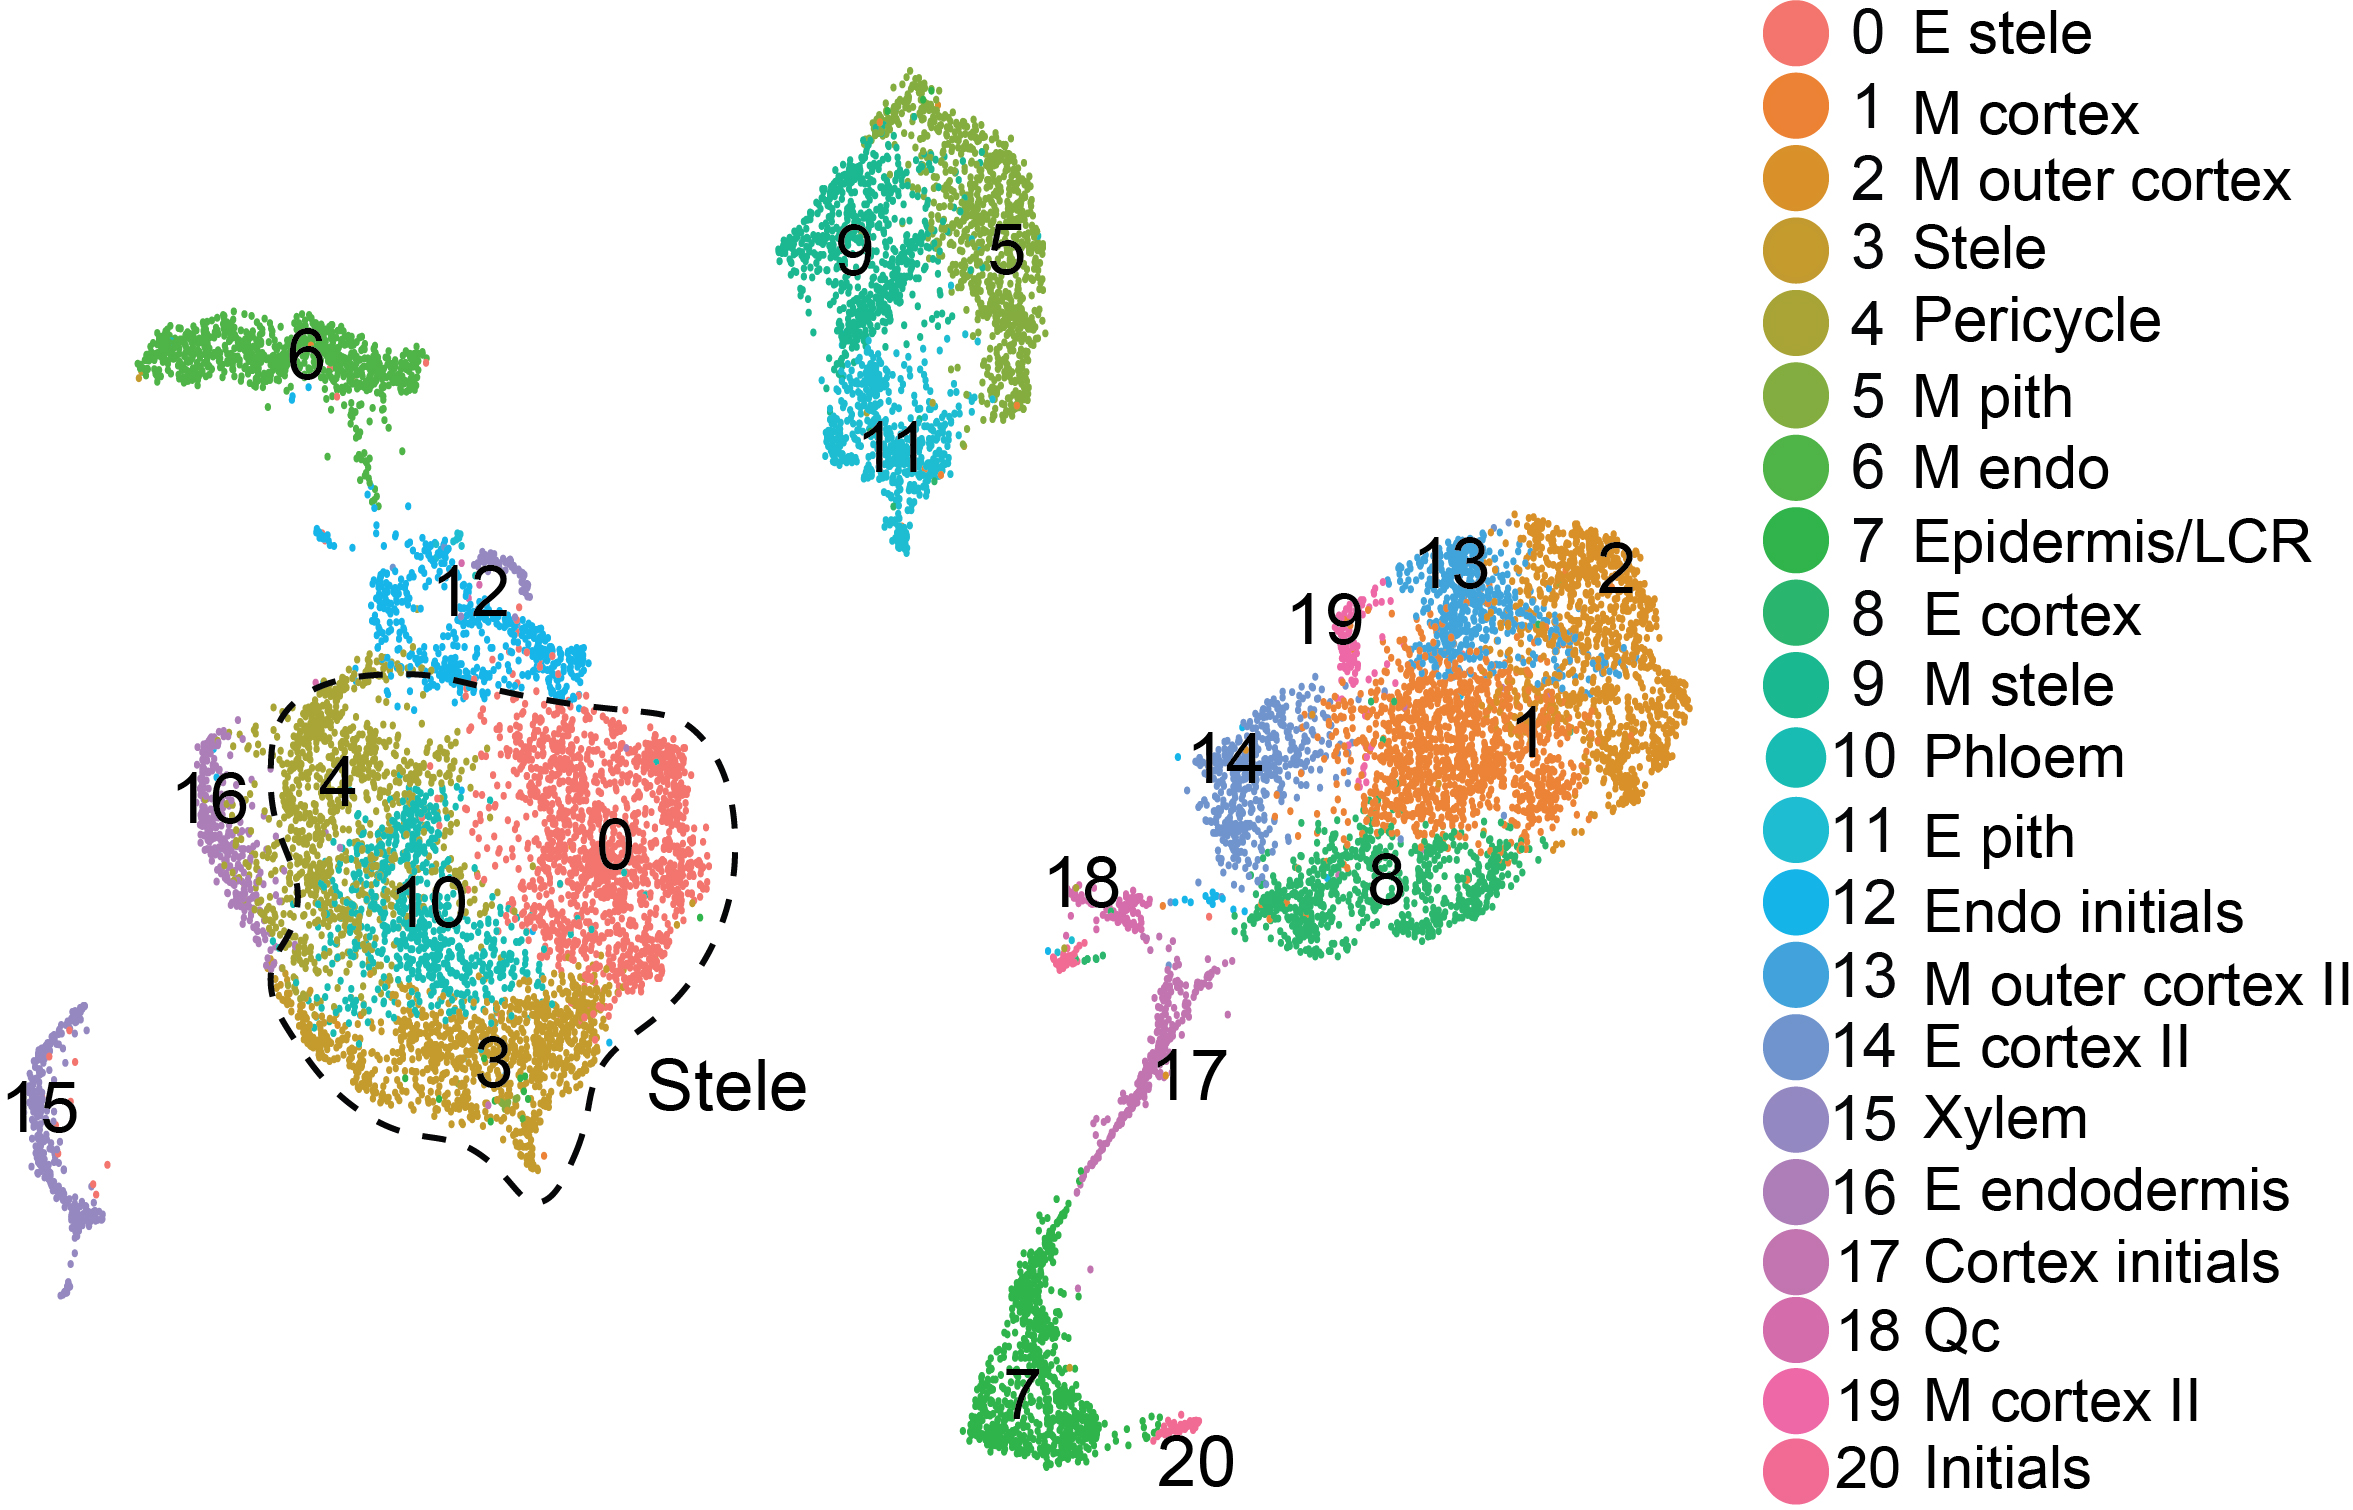 9
5
6
11
12
13
2
19
1
14
4
16
0
18
8
10
3
Stele
15
17
7
20
0 E stele
1 M cortex
2 M outer cortex
3 Stele
4 Pericycle
5 M pith
6 M endo
7 Epidermis/LCR
8 E cortex
9 M stele
10 Phloem
11 E pith
12 Endo initials
13 M outer cortex II
14 E cortex II
15 Xylem
16 E endodermis
17 Cortex initials
18 Qc
19 M cortex II
20 Initials